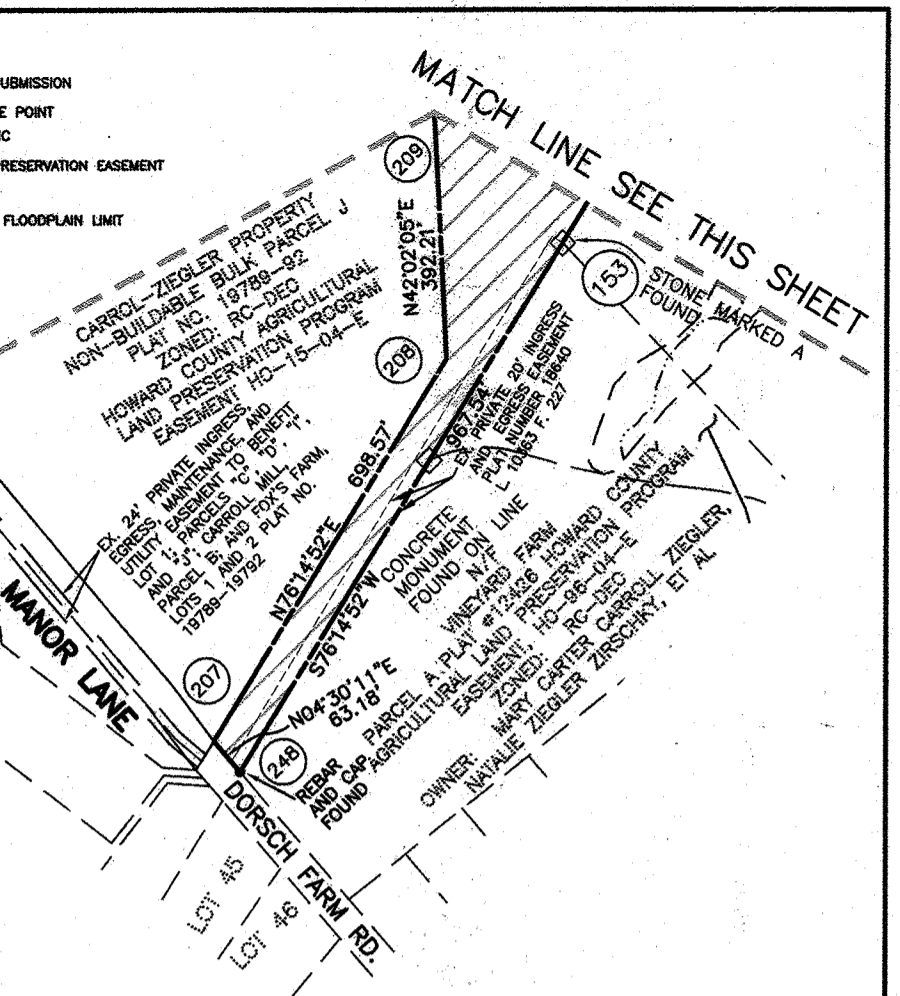 UBMISSION
E POINT
IC
RESERVATION EASEMENT
FLOODPLAIN LIMIT
MATCH LINE SEE THIS SHEET
209
CARROL-ZIEGLER PROPERTY
NON-BUILDABLE BULK PARCEL J
PLAT NO. 19789-92
ZONED: RC-DEC
HOWARD COUNTY AGRICULTURAL
LAND PRESERVATION PROGRAM
EASEMENT HO-15-04-E
N42°02'05"E
392.21'
153
STONE MARKED A
FOUND
208
EX. 24' PRIVATE INGRESS,
EGRESS, MAINTENANCE, AND
UTILITY EASEMENT TO BENEFIT
LOT 1; PARCELS "C", "D", "I",
AND "J"; CARROLL MILL,
PARCEL B; AND FOX'S FARM,
LOTS 1 AND 2 PLAT NO.
19789-19792
698.57'
N76°14'52"E
967.54'
S76°14'52"W
EX. PRIVATE 20' INGRESS
AND EGRESS EASEMENT
PLAT NUMBER 18640
L 10563 F. 227
CONCRETE
MONUMENT
FOUND ON LINE
N/F
VINEYARD FARM
PARCEL A, PLAT #12426 HOWARD COUNTY
AGRICULTURAL LAND PRESERVATION PROGRAM
EASEMENT, HO-96-04-E
ZONED: RC-DEC
OWNER: MARY CARTER CARROLL ZIEGLER,
NATALIE ZIEGLER ZIRSCHKY, ET AL
MANOR LANE
207
N04°30'11"E
63.18'
248
REBAR
AND CAP
FOUND
DORSCH FARM RD.
LOT 45
LOT 46